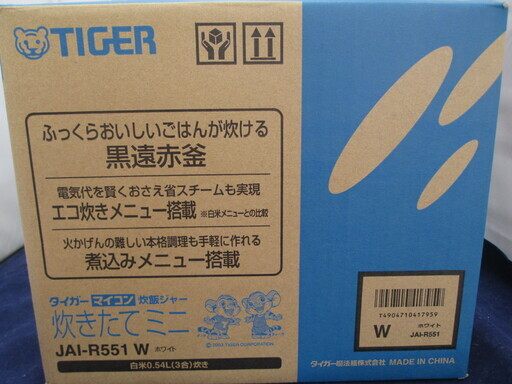 TIGER
ふっくらおいしいごはんが炊ける
黒遠赤釜
電気代を賢くおさえ省スチームも実現
エコ炊きメニュー搭載 ※白米メニューとの比較
火かげんの難しい本格調理も手軽に作れる
煮込みメニュー搭載
タイガー マイコン 炊飯ジャー
炊きたて ミニ
JAI-R551 W ホワイト
白米0.54L(3合)炊き
4904710417959
W ホワイト
JAI-R551
タイガー魔法瓶株式会社 MADE IN CHINA